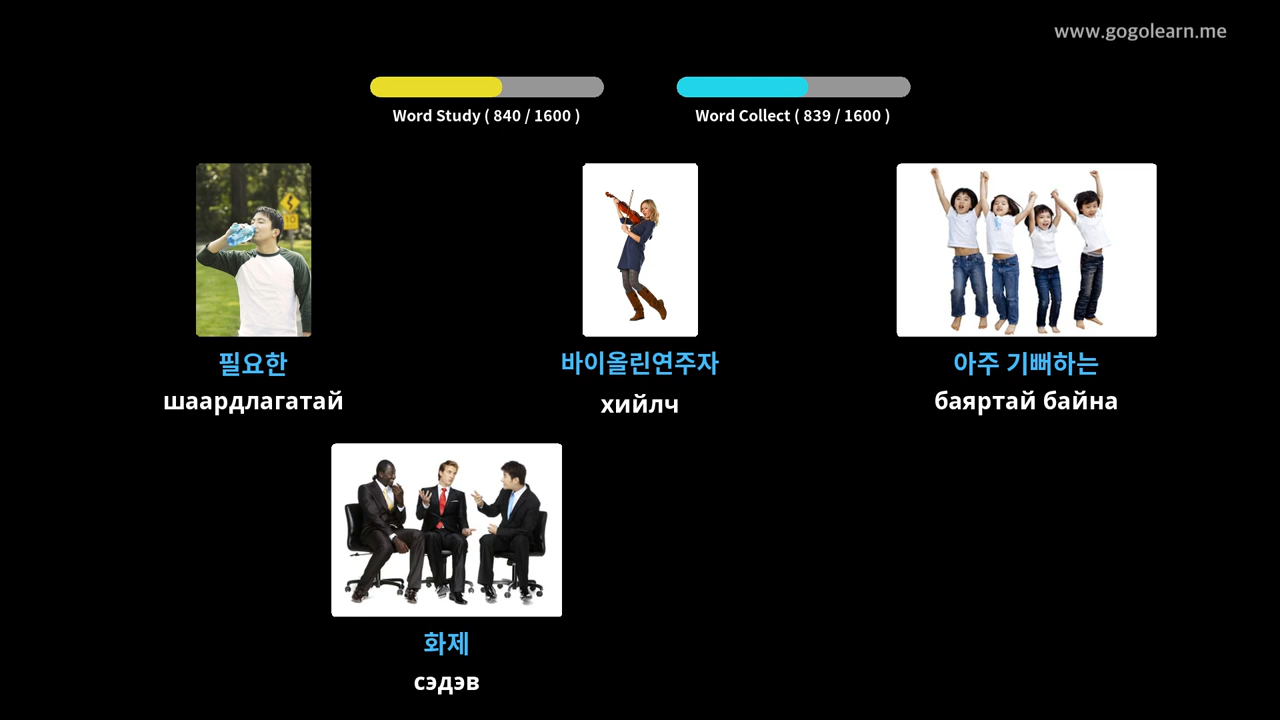 www.gogolearn.me
Word Study ( 840 / 1600 )
Word Collect ( 839 / 1600 )
필요한
шаардлагатай
바이올린연주자
хийлч
아주 기뻐하는
баяртай байна
화제
сэдэв